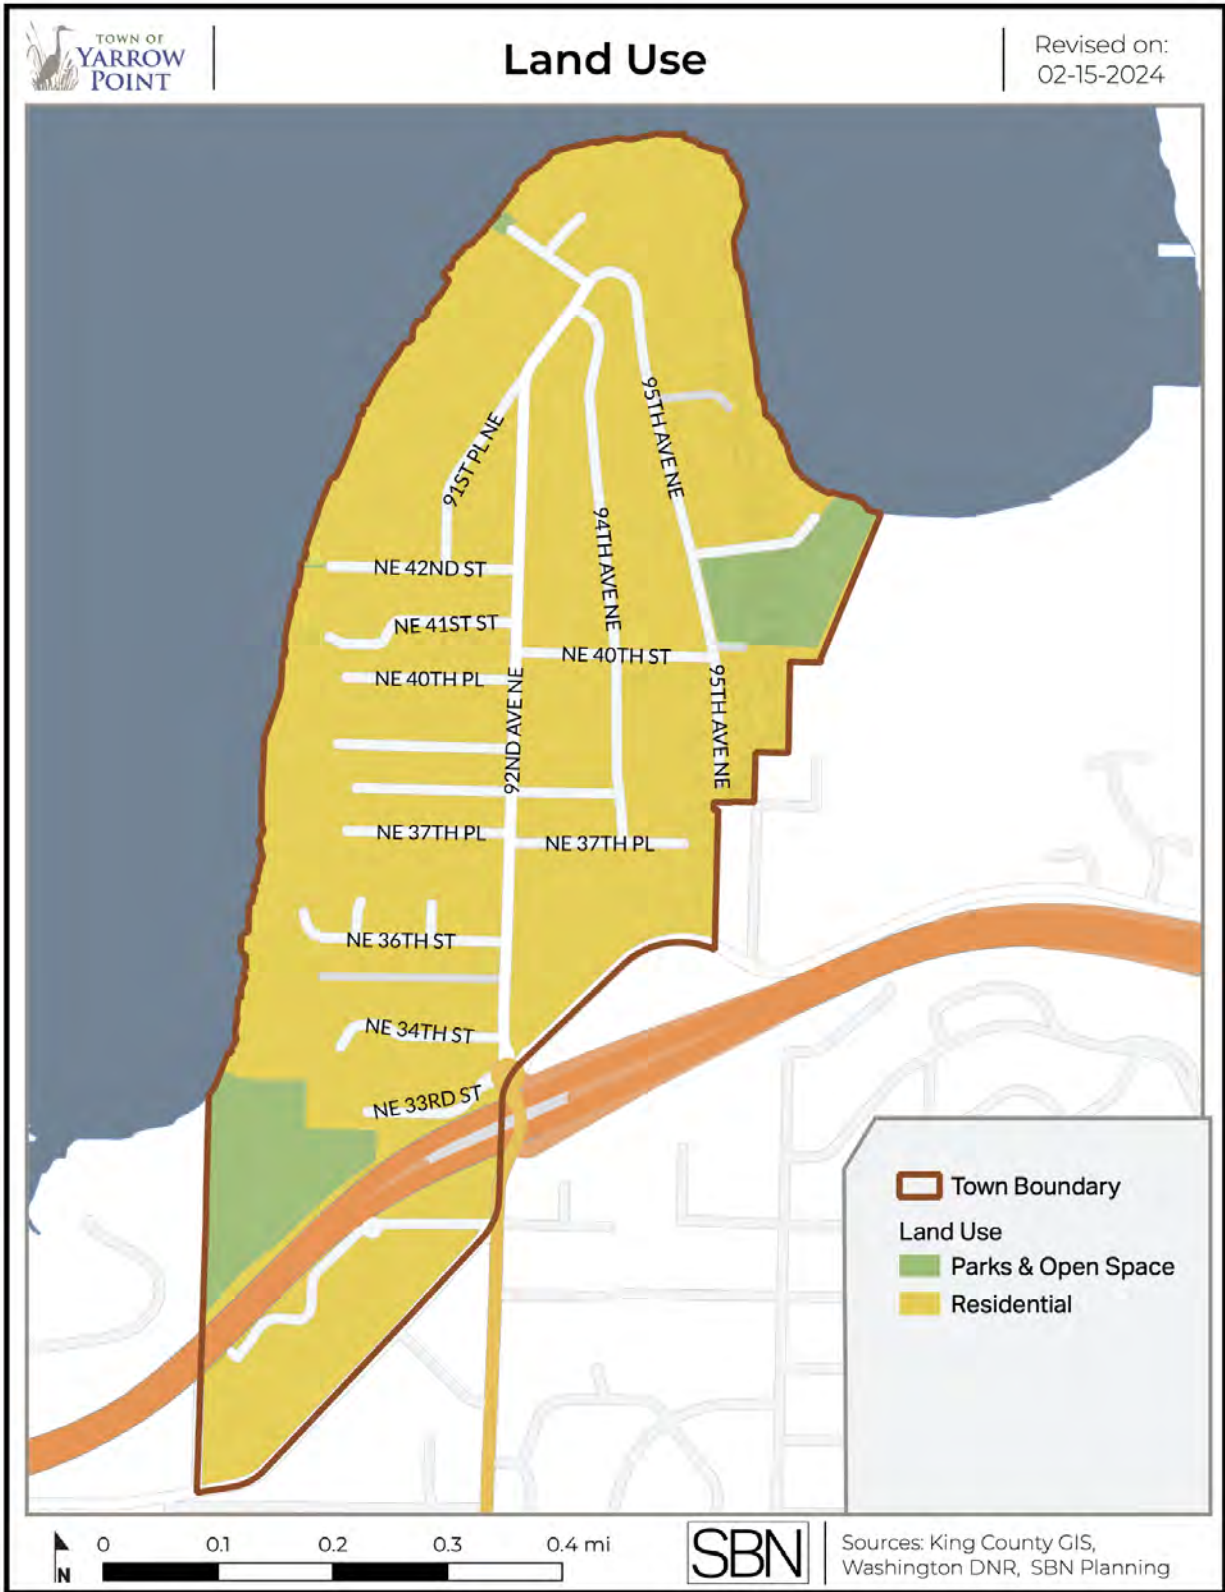 TOWN OF
YARROW
POINT
Land Use
Revised on:
02-15-2024
95TH AVE NE
91ST PL NE
94TH AVE NE
NE 42ND ST
NE 41ST ST
NE 40TH ST
NE 40TH PL
92ND AVE NE
95TH AVE NE
NE 37TH PL
NE 37TH PL
NE 36TH ST
NE 34TH ST
NE 33RD ST
Town Boundary
Land Use
Parks & Open Space
Residential
N
0 0.1 0.2 0.3 0.4 mi
SBN
Sources: King County GIS,
Washington DNR, SBN Planning